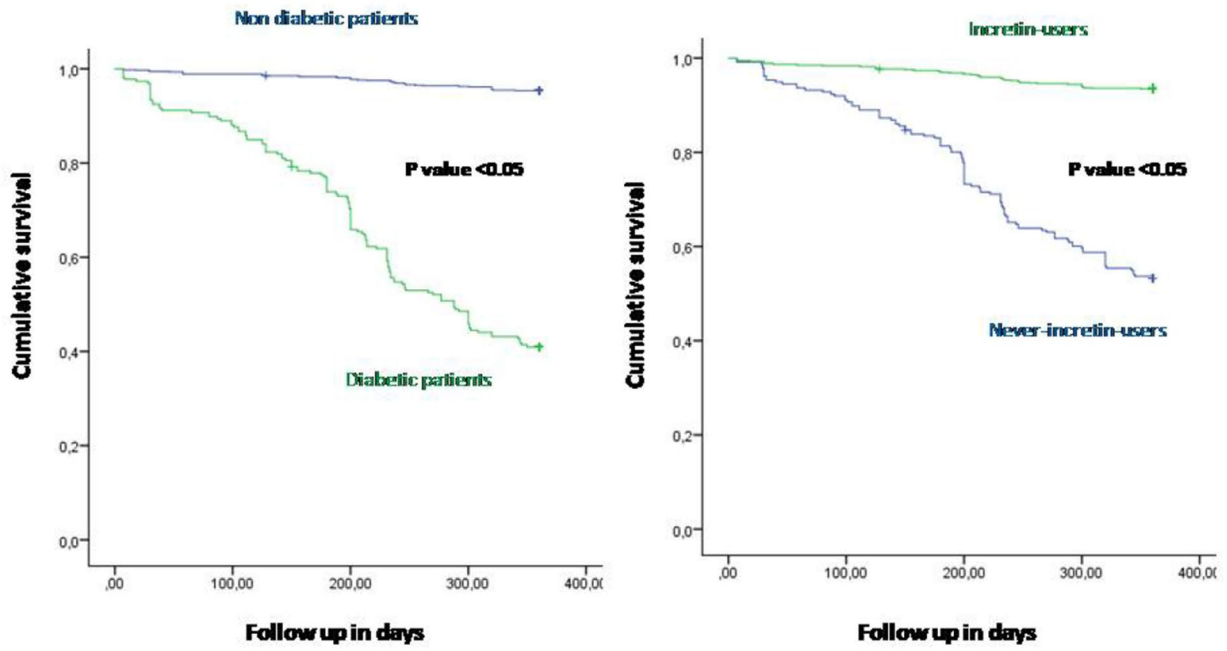 Non diabetic patients
1,0
0,8
0,6
0,4
0,2
0,0
Cumulative survival
P value <0.05
Diabetic patients
,00
100,00
200,00
300,00
400,0
Follow up in days
Incretin-users
1,0
0,8
0,6
0,4
0,2
0,0
Cumulative survival
P value <0.05
Never-incretin-users
,00
100,00
200,00
300,00
400,0
Follow up in days